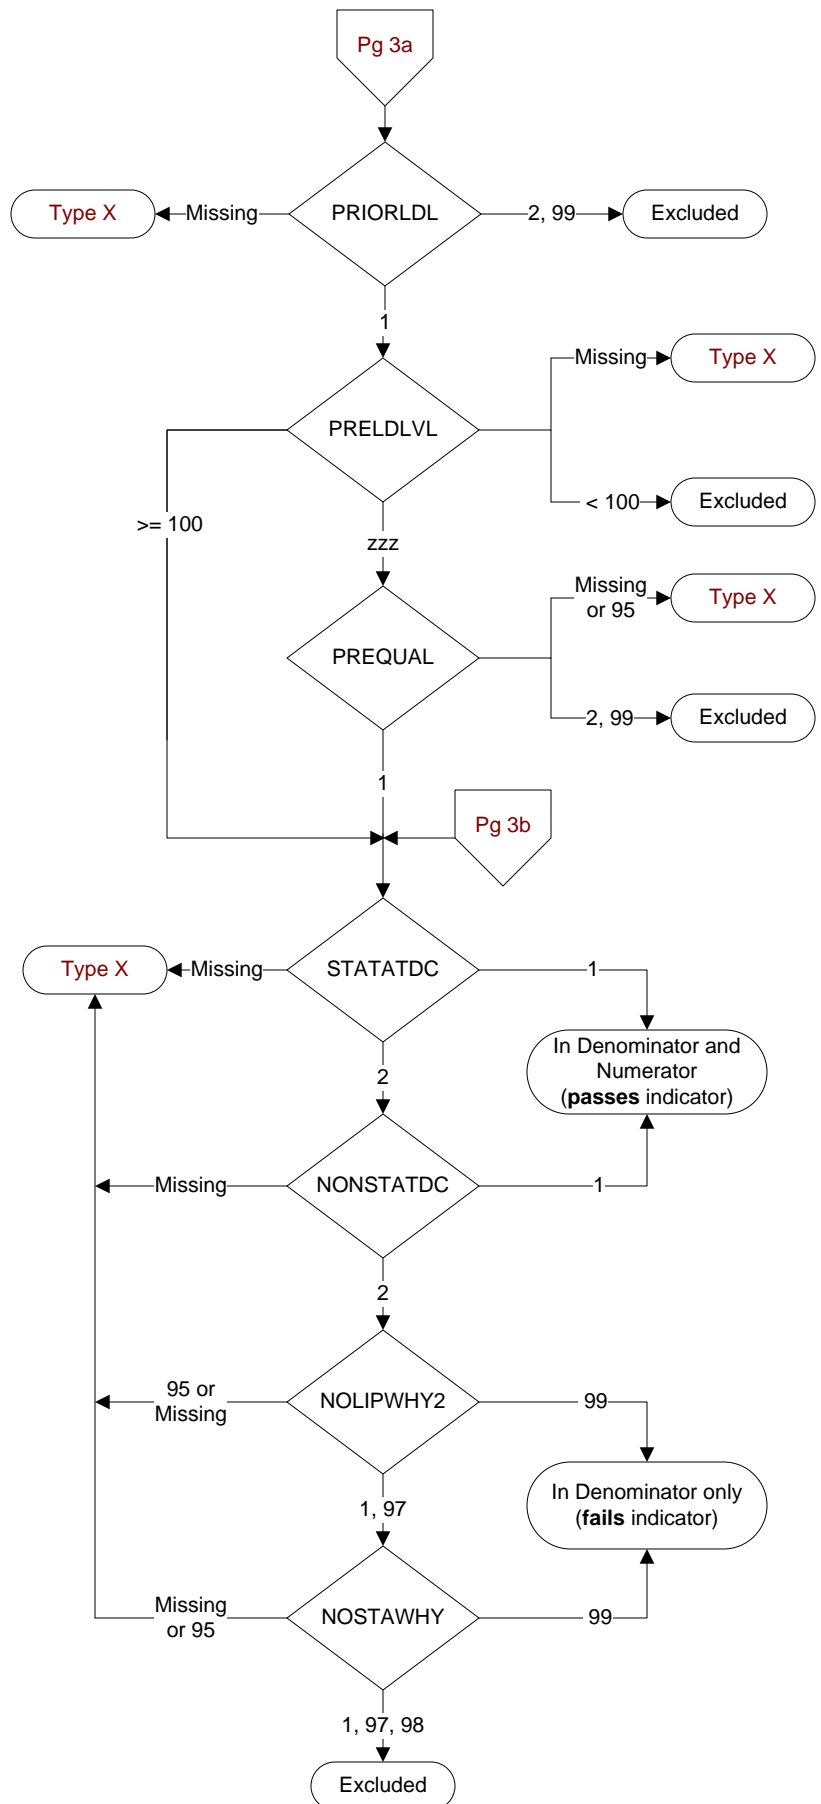 Pg 3a
PRIORLDL
Type X
Missing
2, 99
Excluded
1
PRELDLVL
Missing
Type X
>= 100
< 100
Excluded
zzz
PREQUAL
Missing
or 95
Type X
2, 99
Excluded
1
Pg 3b
STATATDC
Type X
Missing
1
In Denominator and
Numerator
(passes indicator)
2
NONSTATDC
Missing
1
2
NOLIPWHY2
95 or
Missing
99
In Denominator only
(fails indicator)
1, 97
NOSTAWHY
Missing
or 95
99
1, 97, 98
Excluded